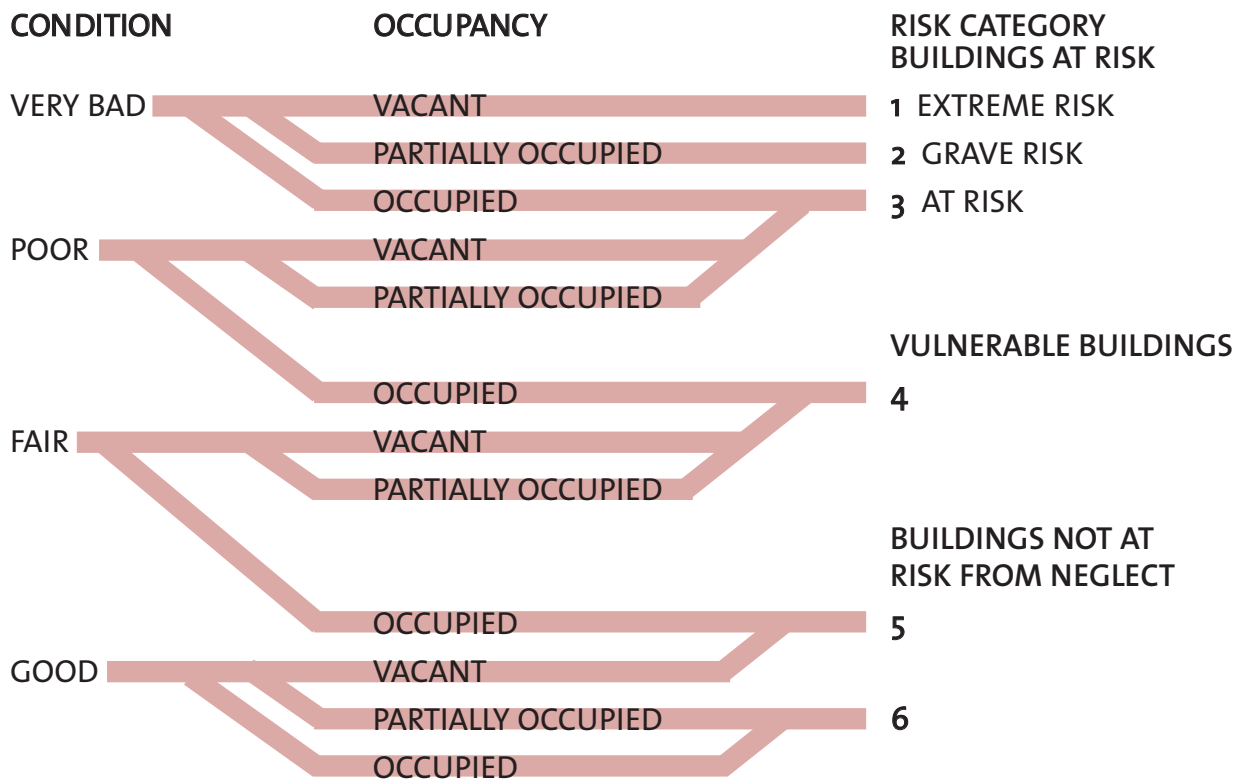 CONDITION OCCUPANCY RISK CATEGORY
BUILDINGS AT RISK
VERY BAD VACANT 1 EXTREME RISK
PARTIALLY OCCUPIED 2 GRAVE RISK
OCCUPIED 3 AT RISK
POOR VACANT
PARTIALLY OCCUPIED
VULNERABLE BUILDINGS
OCCUPIED 4
FAIR VACANT
PARTIALLY OCCUPIED
BUILDINGS NOT AT
RISK FROM NEGLECT
OCCUPIED 5
GOOD VACANT
PARTIALLY OCCUPIED 6
OCCUPIED